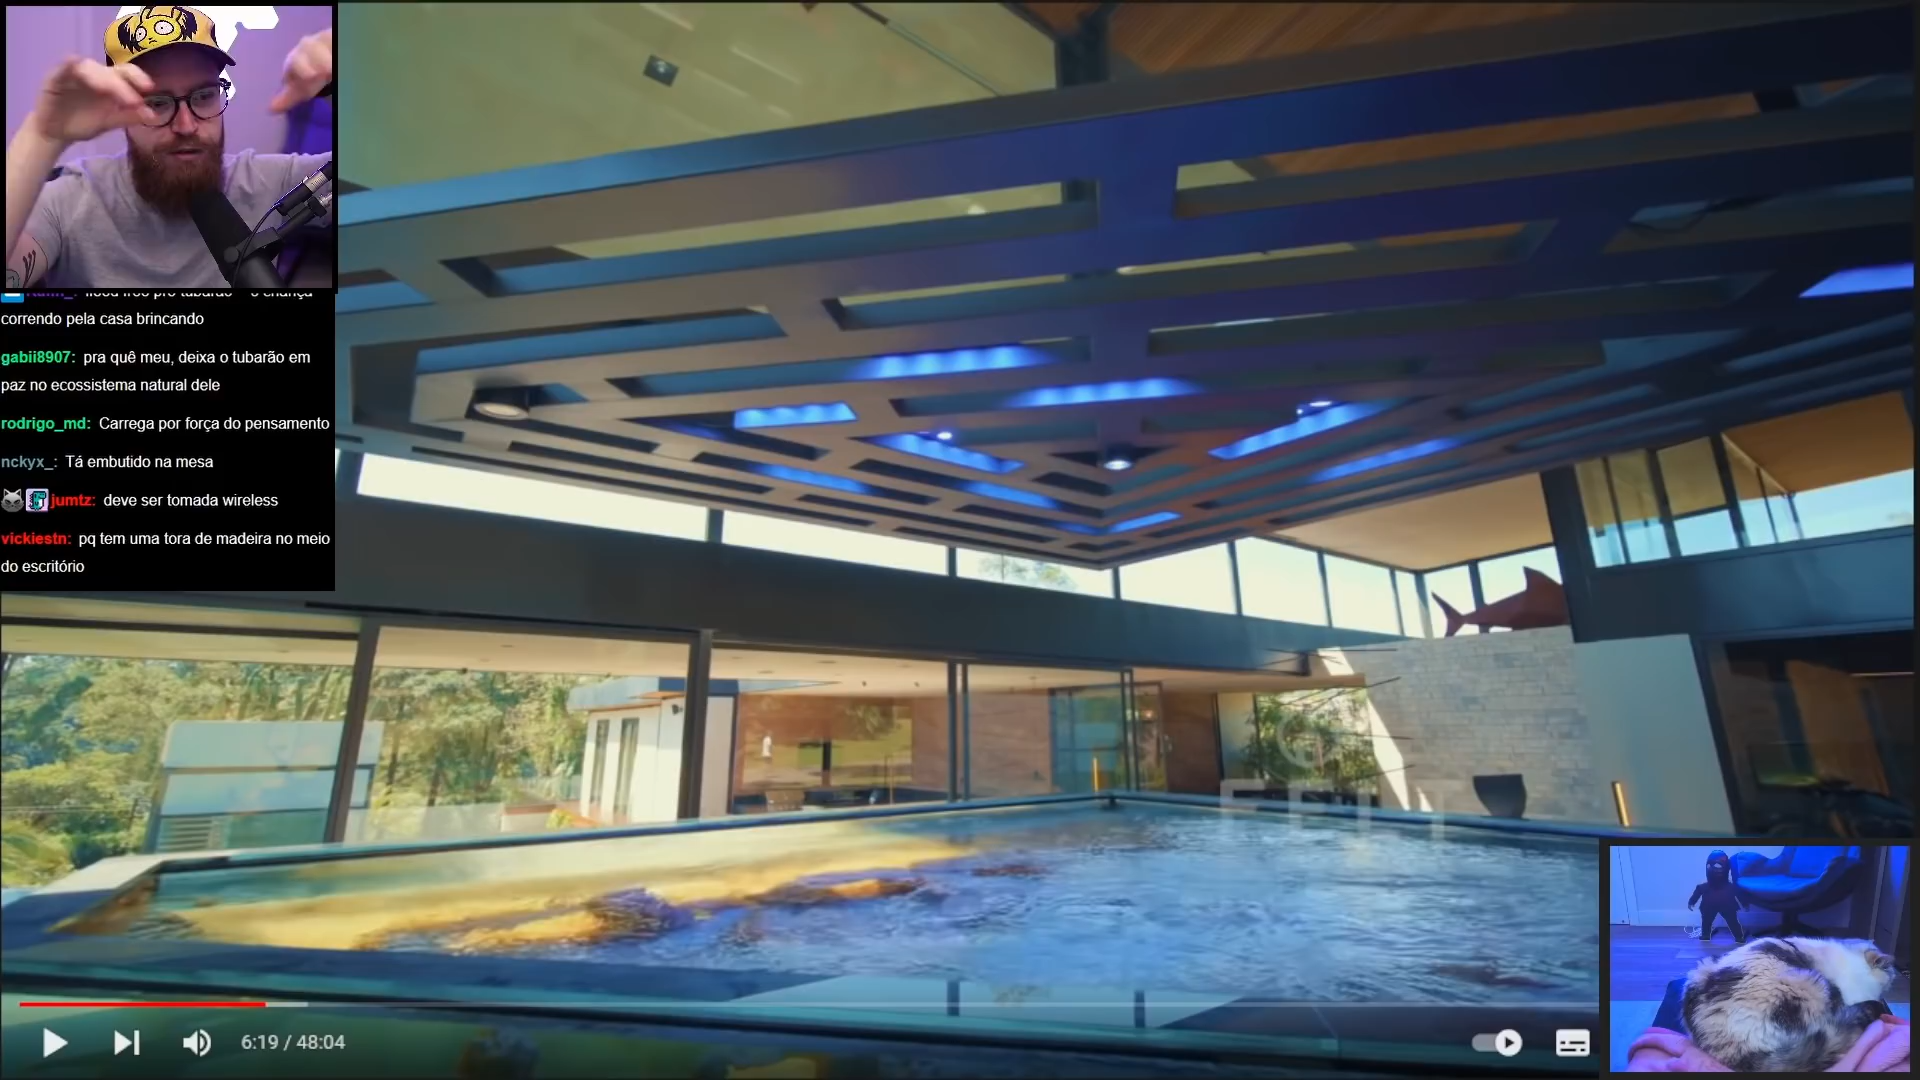 correndo pela casa brincando
gabii8907: pra quê meu, deixa o tubarão em
paz no ecossistema natural dele
rodrigo_md: Carrega por força do pensamento
nckyx_: Tá embutido na mesa
jumtz: deve ser tomada wireless
vickiestn: pq tem uma tora de madeira no meio
do escritório
6:19 / 48:04